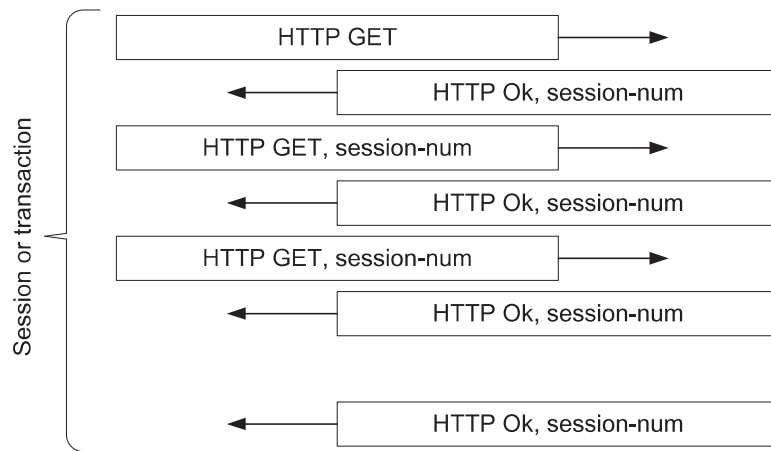 HTTP GET
HTTP Ok, session-num
HTTP GET, session-num
HTTP Ok, session-num
HTTP GET, session-num
HTTP Ok, session-num
HTTP Ok, session-num
Session or transaction